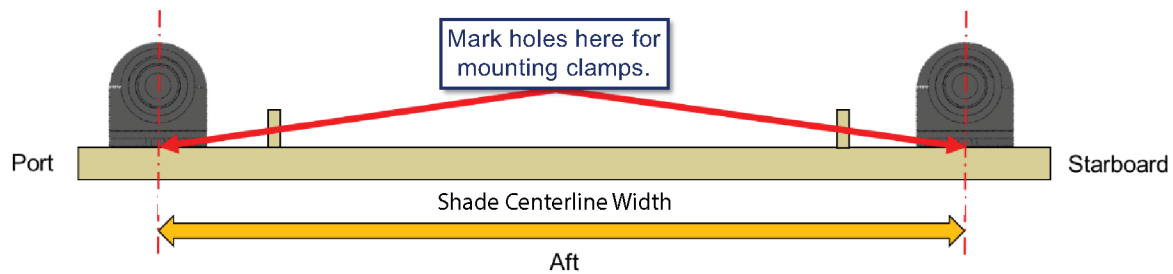 Mark holes here for
mounting clamps.
Port
Starboard
Shade Centerline Width
Aft